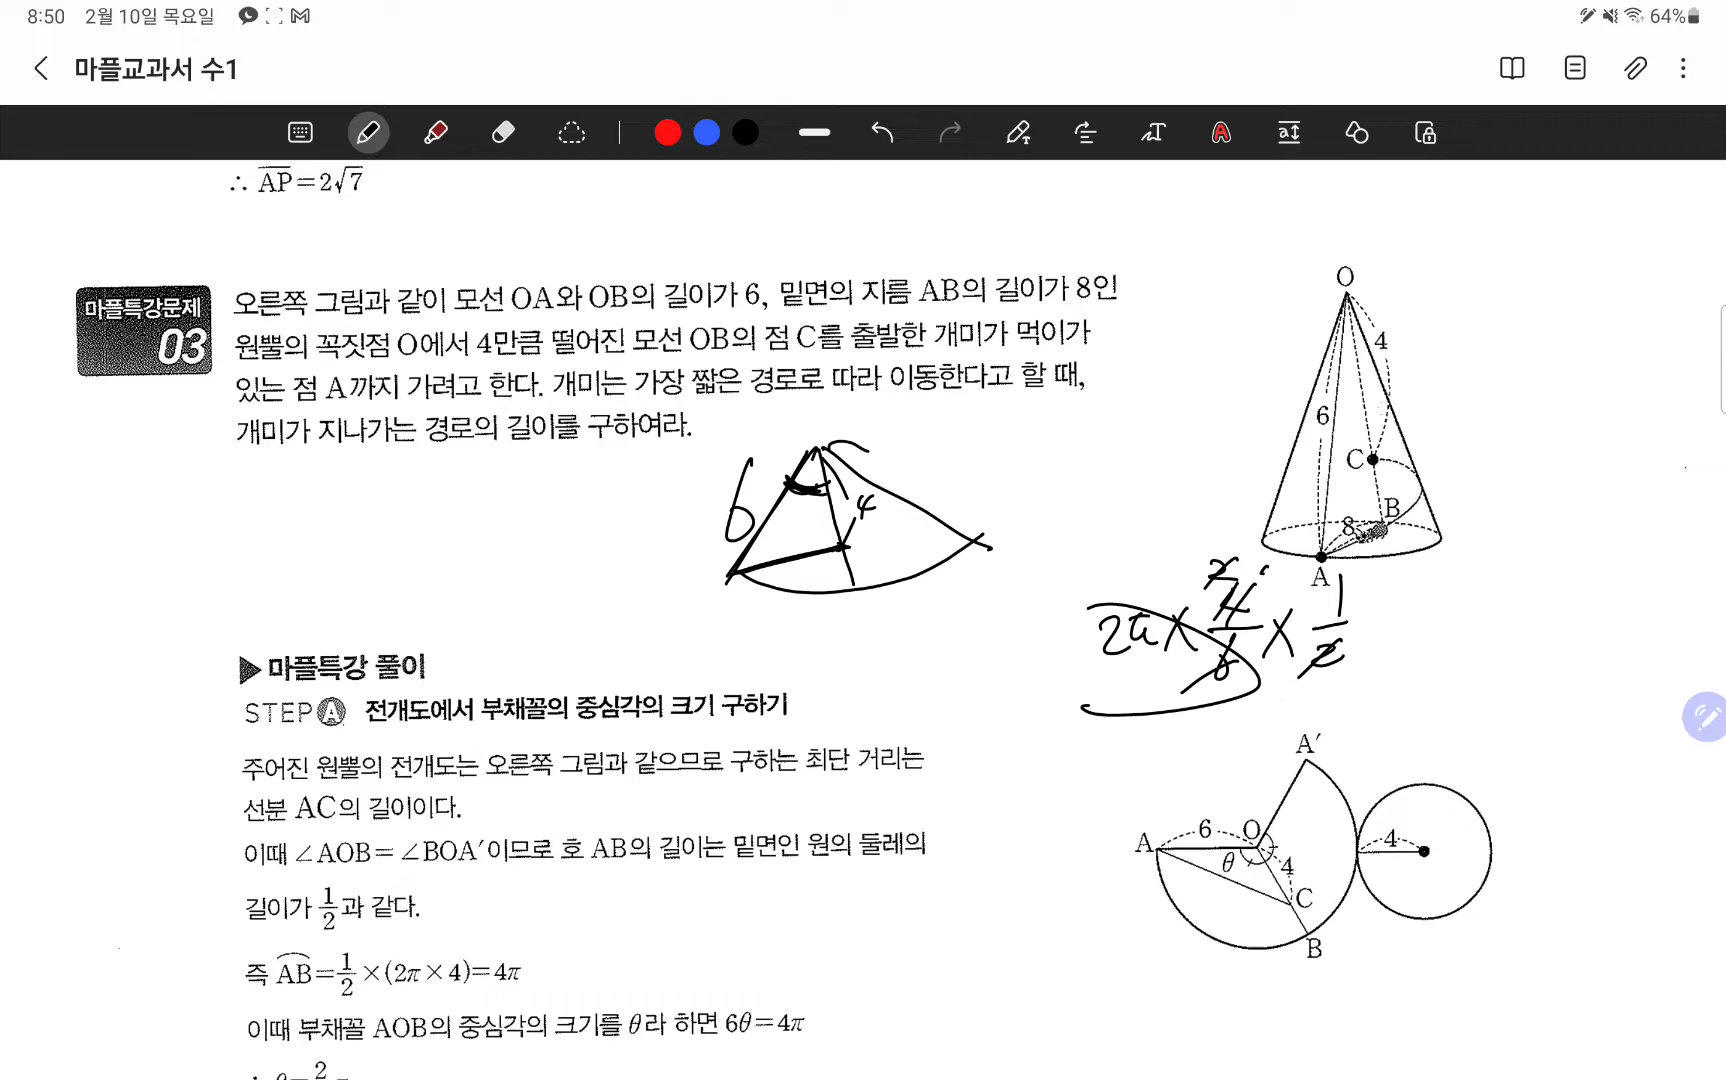 8:50 2월 10일 목요일
64%
마플교과서 수1
∴ AP=2√7
마플특강문제
03
오른쪽 그림과 같이 모선 OA와 OB의 길이가 6, 밑면의 지름 AB의 길이가 8인
원뿔의 꼭짓점 O에서 4만큼 떨어진 모선 OB의 점 C를 출발한 개미가 먹이가
있는 점 A까지 가려고 한다. 개미는 가장 짧은 경로로 따라 이동한다고 할 때,
개미가 지나가는 경로의 길이를 구하여라.
O
4
6
C
B
8
A
6
4
2π × 4/6 × 1/2
▶ 마플특강 풀이
STEP A 전개도에서 부채꼴의 중심각의 크기 구하기
주어진 원뿔의 전개도는 오른쪽 그림과 같으므로 구하는 최단 거리는
선분 AC의 길이이다.
이때 ∠AOB=∠BOA′이므로 호 AB의 길이는 밑면인 원의 둘레의
길이가 1/2과 같다.
즉 AB=1/2×(2π×4)=4π
이때 부채꼴 AOB의 중심각의 크기를 θ라 하면 6θ=4π
A′
A 6 O 4
θ 4
C
B